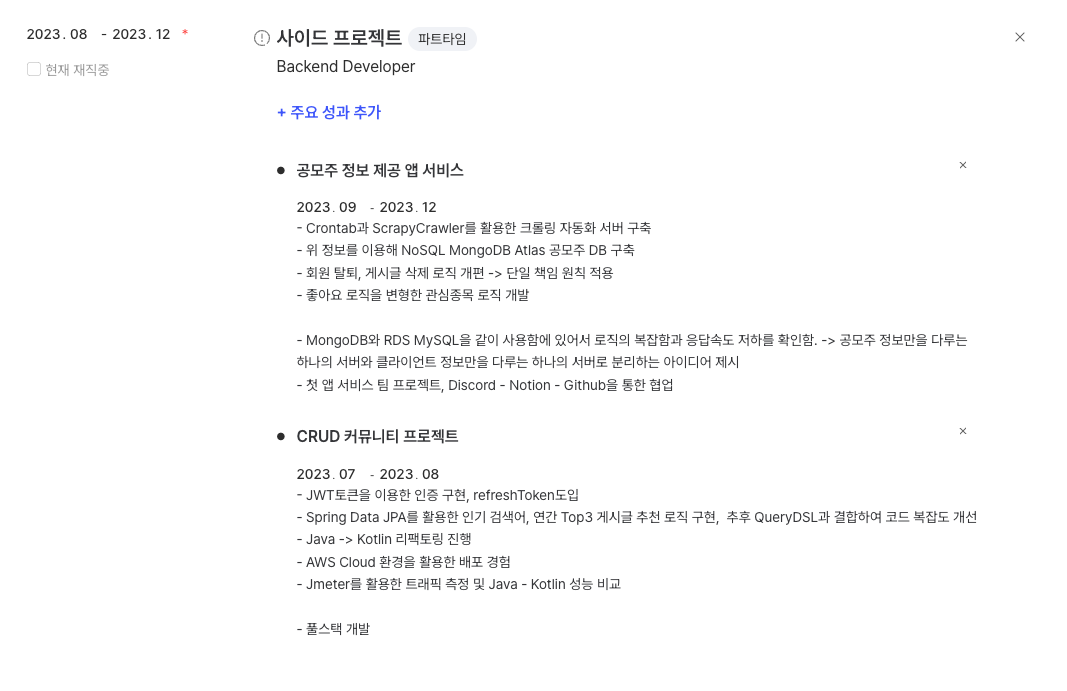 2023. 08 - 2023. 12 *
현재 재직중
사이드 프로젝트 파트타임
Backend Developer
+ 주요 성과 추가
● 공모주 정보 제공 앱 서비스
2023. 09 - 2023. 12
- Crontab과 ScrapyCrawler를 활용한 크롤링 자동화 서버 구축
- 위 정보를 이용해 NoSQL MongoDB Atlas 공모주 DB 구축
- 회원 탈퇴, 게시글 삭제 로직 개편 -> 단일 책임 원칙 적용
- 좋아요 로직을 변형한 관심종목 로직 개발
- MongoDB와 RDS MySQL을 같이 사용함에 있어서 로직의 복잡함과 응답속도 저하를 확인함. -> 공모주 정보만을 다루는
하나의 서버와 클라이언트 정보만을 다루는 하나의 서버로 분리하는 아이디어 제시
- 첫 앱 서비스 팀 프로젝트, Discord - Notion - Github을 통한 협업
● CRUD 커뮤니티 프로젝트
2023. 07 - 2023. 08
- JWT토큰을 이용한 인증 구현, refreshToken도입
- Spring Data JPA를 활용한 인기 검색어, 연간 Top3 게시글 추천 로직 구현,  추후 QueryDSL과 결합하여 코드 복잡도 개선
- Java -> Kotlin 리팩토링 진행
- AWS Cloud 환경을 활용한 배포 경험
- Jmeter를 활용한 트래픽 측정 및 Java - Kotlin 성능 비교
- 풀스택 개발